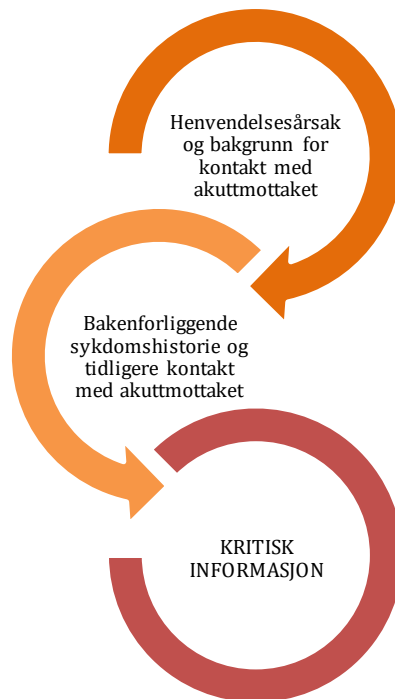 Henvendelsesårsak
og bakgrunn for
kontakt med
akuttmottaket
Bakenforliggende
sykdomshistorie og
tidligere kontakt
med akuttmottaket
KRITISK
INFORMASJON